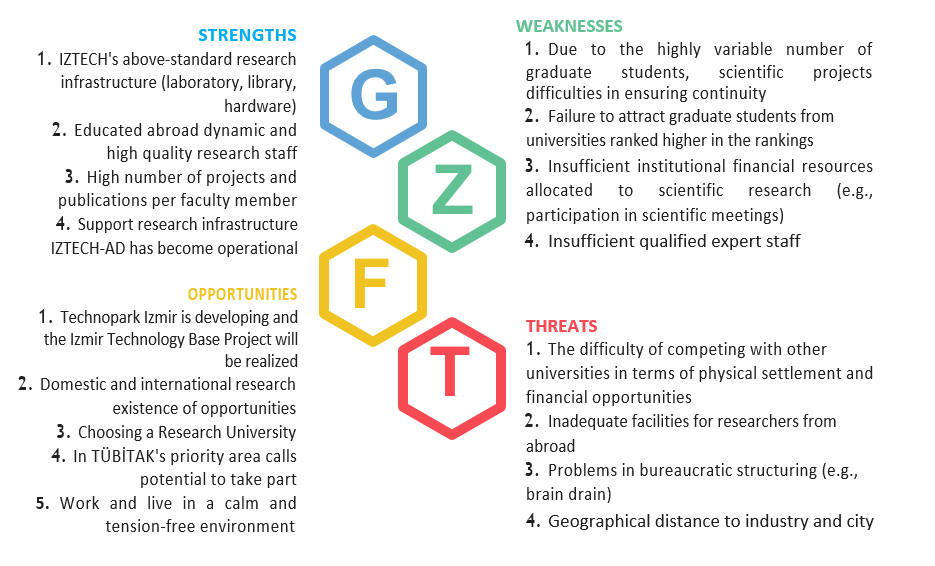 STRENGTHS
1. IZTECH's above-standard research
infrastructure (laboratory, library,
hardware)
2. Educated abroad dynamic and
high quality research staff
3. High number of projects and
publications per faculty member
4. Support research infrastructure
IZTECH-AD has become operational
G
WEAKNESSES
1. Due to the highly variable number of
graduate students, scientific projects
difficulties in ensuring continuity
2. Failure to attract graduate students from
universities ranked higher in the rankings
3. Insufficient institutional financial resources
allocated to scientific research (e.g.,
participation in scientific meetings)
4. Insufficient qualified expert staff
Z
OPPORTUNITIES
1. Technopark Izmir is developing and
the Izmir Technology Base Project will
be realized
2. Domestic and international research
existence of opportunities
3. Choosing a Research University
4. In TÜBİTAK's priority area calls
potential to take part
5. Work and live in a calm and
tension-free environment
F
THREATS
1. The difficulty of competing with other
universities in terms of physical settlement and
financial opportunities
2. Inadequate facilities for researchers from
abroad
3. Problems in bureaucratic structuring (e.g.,
brain drain)
4. Geographical distance to industry and city
T